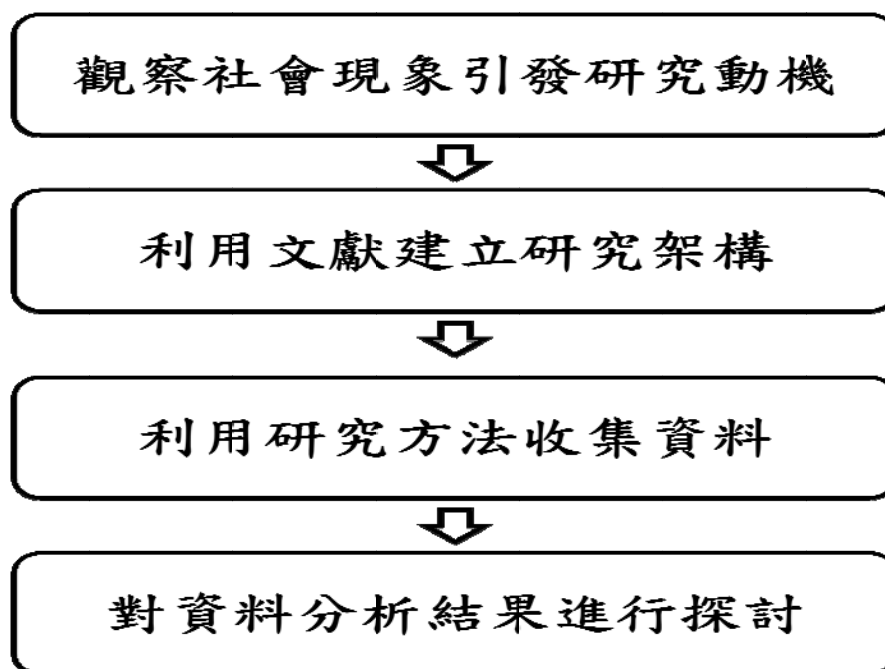 觀察社會現象引發研究動機
利用文獻建立研究架構
利用研究方法收集資料
對資料分析結果進行探討